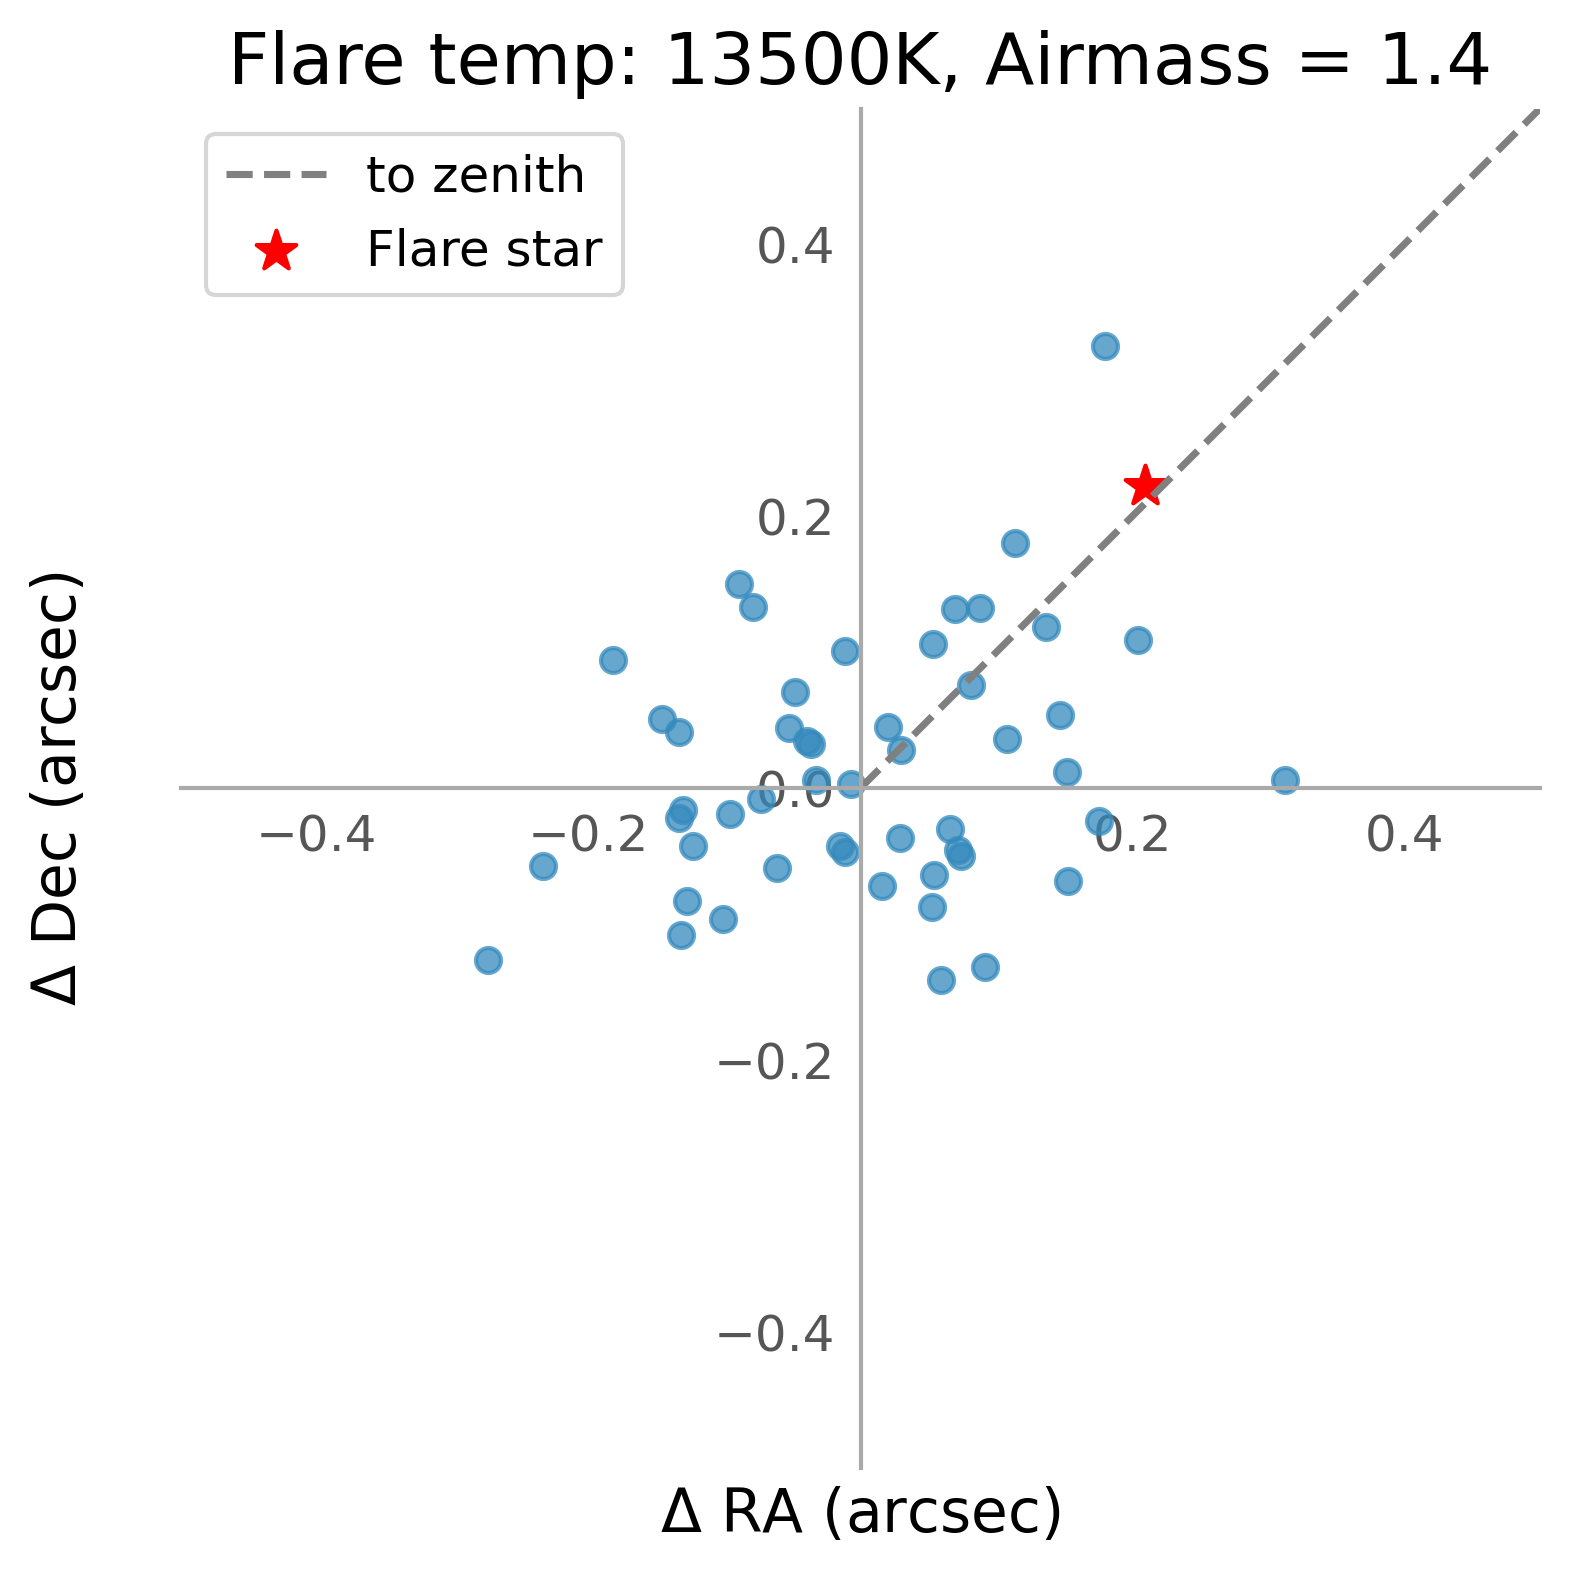 Flare temp: 13500K, Airmass = 1.4
to zenith
Flare star
0.4
0.2
0.0
−0.4
−0.2
0.2
0.4
−0.2
−0.4
Δ Dec (arcsec)
Δ RA (arcsec)